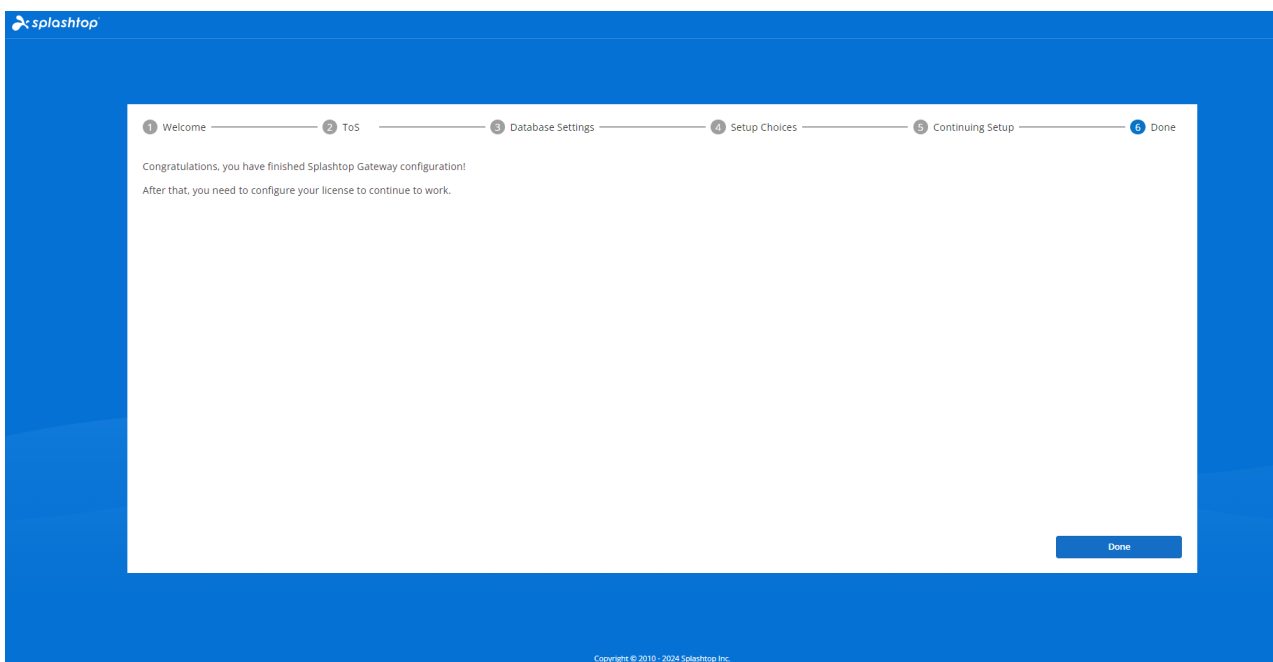 splashtop
1 Welcome 2 ToS 3 Database Settings 4 Setup Choices 5 Continuing Setup 6 Done
Congratulations, you have finished Splashtop Gateway configuration!
After that, you need to configure your license to continue to work.
Done
Copyright © 2010 - 2024 Splashtop Inc.